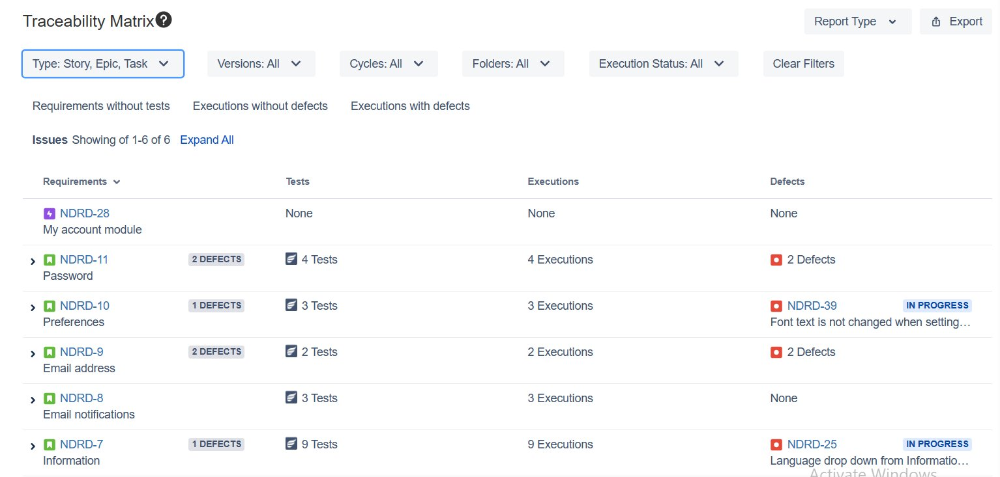 Traceability Matrix ?
Report Type
Export
Type: Story, Epic, Task
Versions: All
Cycles: All
Folders: All
Execution Status: All
Clear Filters
Requirements without tests
Executions without defects
Executions with defects
Issues Showing of 1-6 of 6 Expand All
Requirements Tests Executions Defects
NDRD-28 None None None
My account module
NDRD-11 2 DEFECTS 4 Tests 4 Executions 2 Defects
Password
NDRD-10 1 DEFECTS 3 Tests 3 Executions NDRD-39 IN PROGRESS
Preferences Font text is not changed when setting…
NDRD-9 2 DEFECTS 2 Tests 2 Executions 2 Defects
Email address
NDRD-8 3 Tests 3 Executions None
Email notifications
NDRD-7 1 DEFECTS 9 Tests 9 Executions NDRD-25 IN PROGRESS
Information Language drop down from Informatio…
Activate Windows